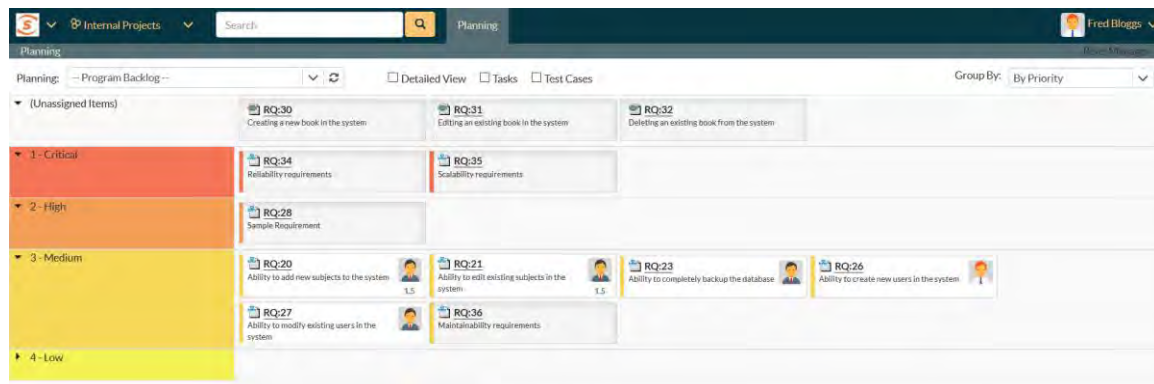 Internal Projects
Search
Planning
Fred Bloggs
Planning
Planning: -- Program Backlog --
Detailed View Tasks Test Cases
Group By: By Priority
(Unassigned Items)
RQ:30
Creating a new book in the system
RQ:31
Editing an existing book in the system
RQ:32
Deleting an existing book from the system
1 - Critical
RQ:34
Reliability requirements
RQ:35
Scalability requirements
2 - High
RQ:28
Sample Requirement
3 - Medium
RQ:20
Ability to add new subjects to the system
1.5
RQ:21
Ability to edit existing subjects in the
system
1.5
RQ:23
Ability to completely backup the database
RQ:26
Ability to create new users in the system
RQ:27
Ability to modify existing users in the
system
RQ:36
Maintainability requirements
4 - Low